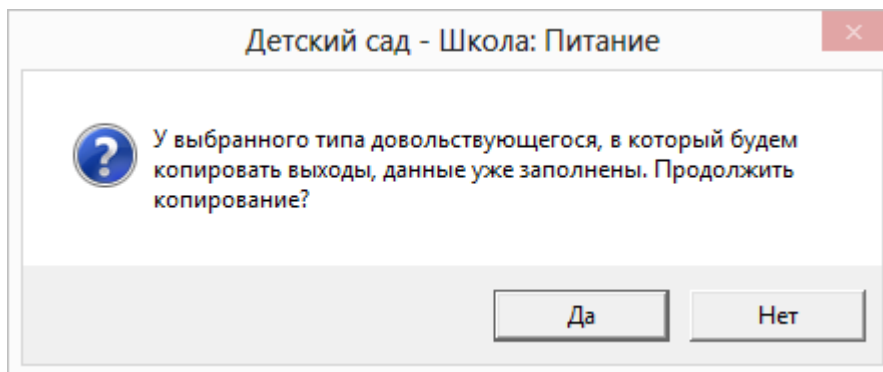 Детский сад - Школа: Питание
У выбранного типа довольствующегося, в который будем
копировать выходы, данные уже заполнены. Продолжить
копирование?
Да
Нет